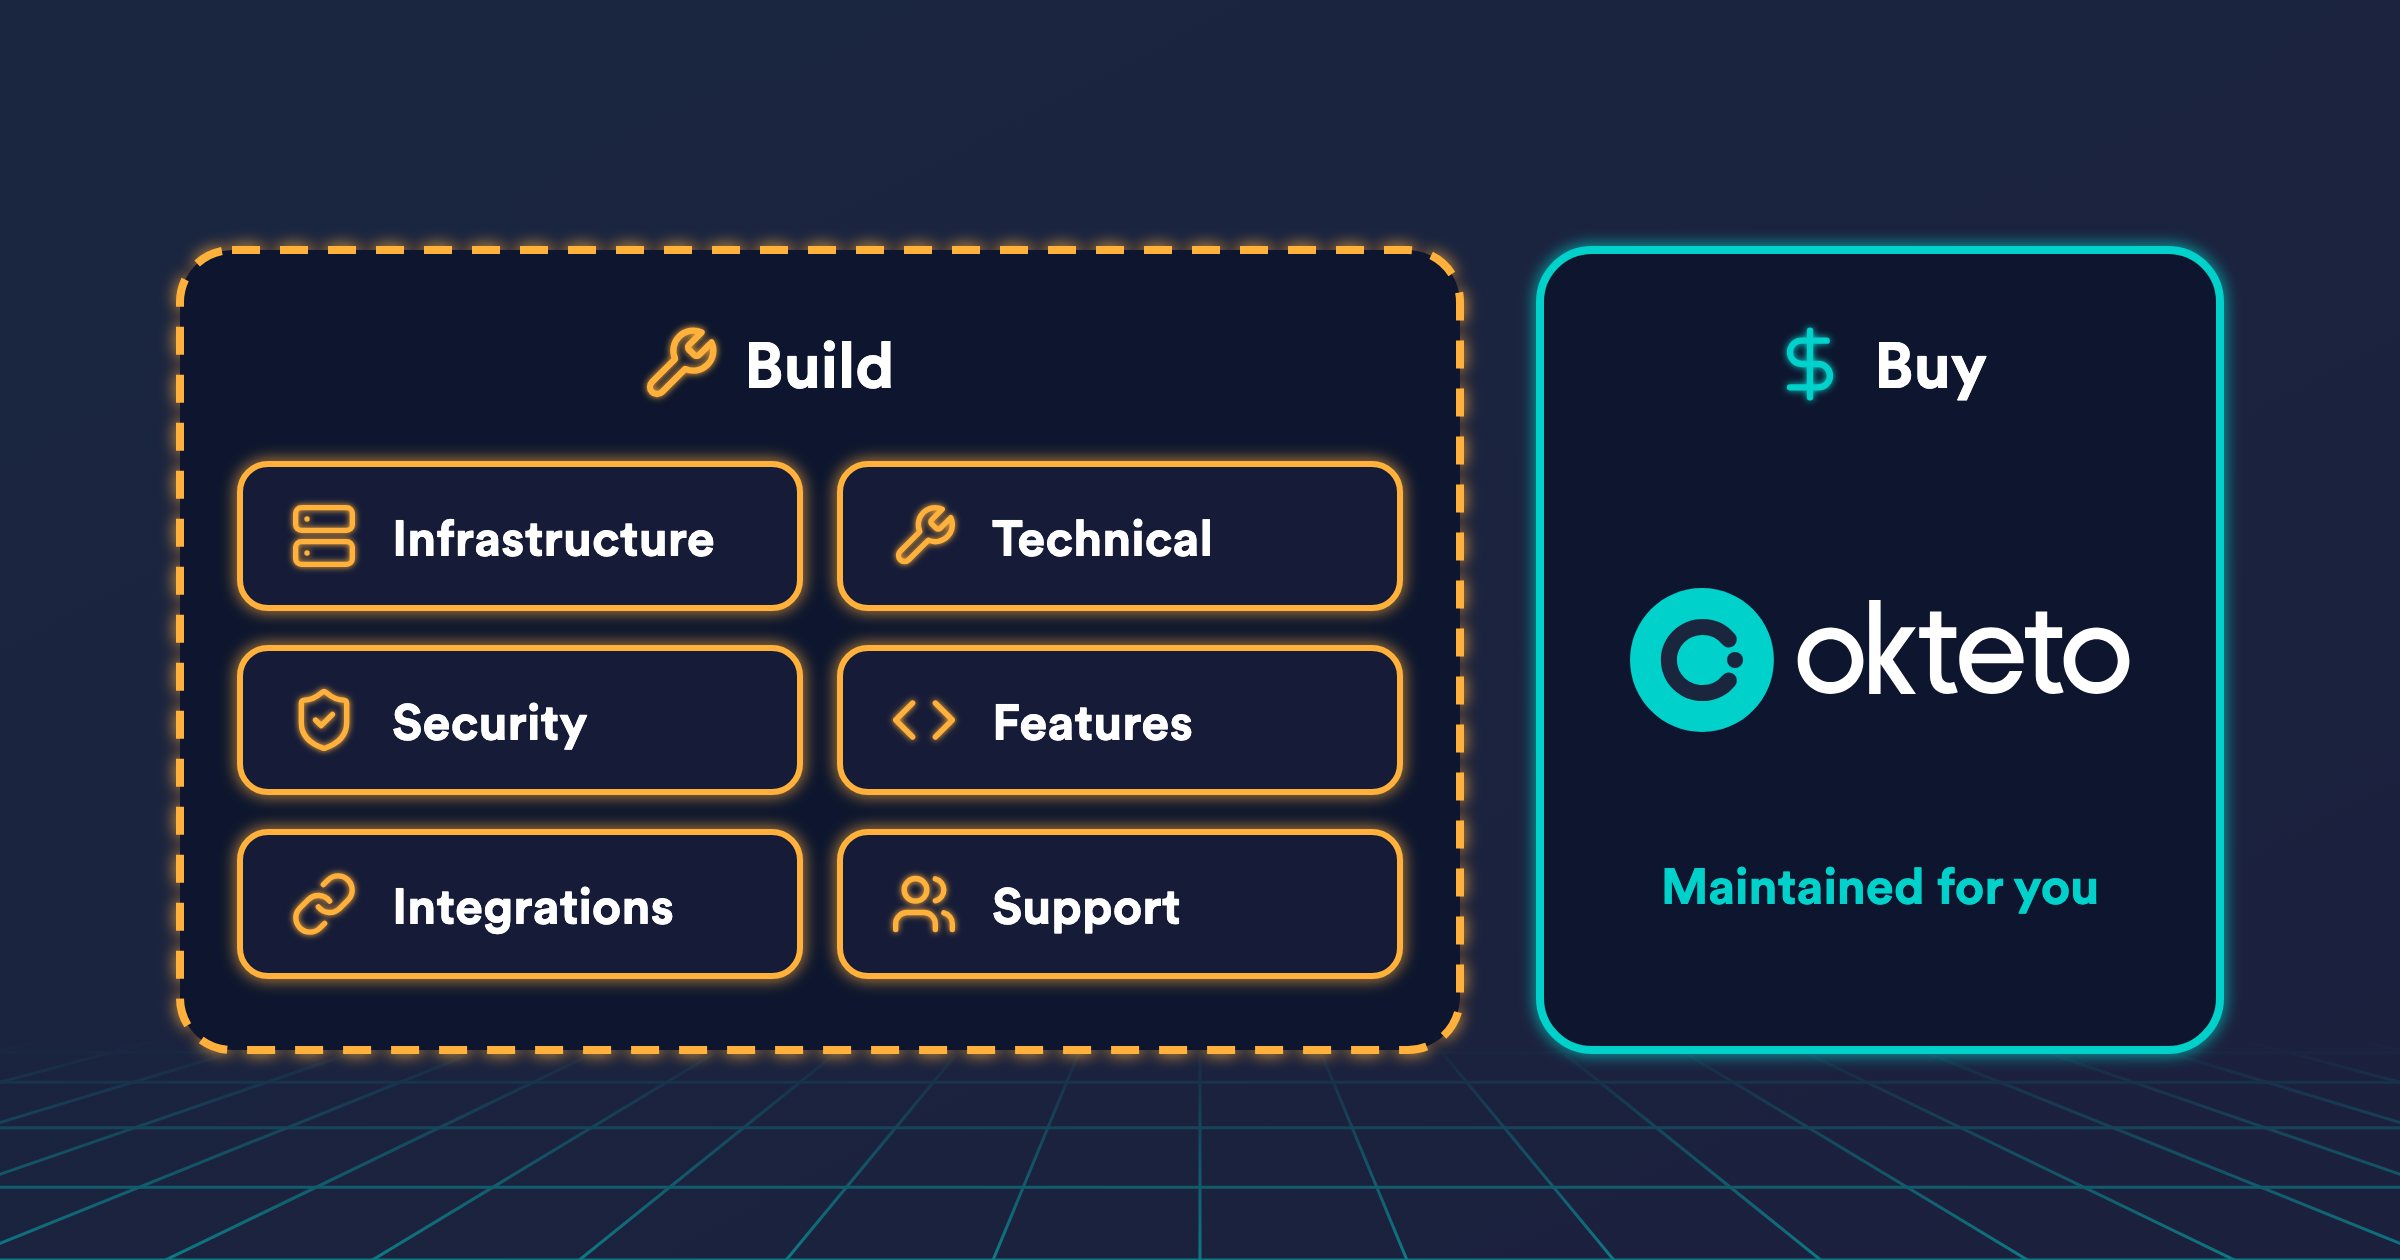 Build
Infrastructure
Technical
Security
Features
Integrations
Support
Buy
okteto
Maintained for you